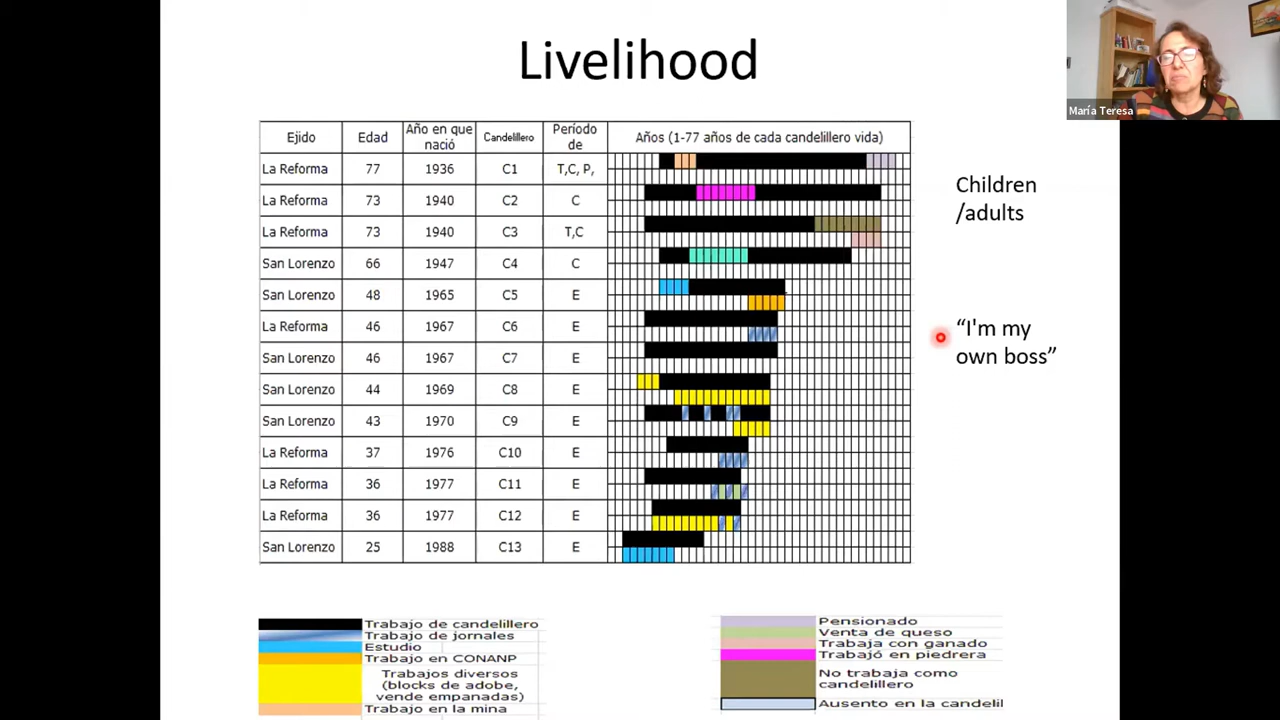 Livelihood
María Teresa
Ejido Edad Año en que nació Candelillero Período de Años (1-77 años de cada candelillero vida)
La Reforma 77 1936 C1 T,C, P,
La Reforma 73 1940 C2 C
La Reforma 73 1940 C3 T,C
San Lorenzo 66 1947 C4 C
San Lorenzo 48 1965 C5 E
La Reforma 46 1967 C6 E
San Lorenzo 46 1967 C7 E
San Lorenzo 44 1969 C8 E
San Lorenzo 43 1970 C9 E
La Reforma 37 1976 C10 E
La Reforma 36 1977 C11 E
La Reforma 36 1977 C12 E
San Lorenzo 25 1988 C13 E
Children
/adults
“I'm my
own boss”
Trabajo de candelillero
Trabajo de jornales
Estudio
Trabajo en CONANP
Trabajos diversos
(blocks de adobe,
vende empanadas)
Trabajo en la mina
Pensionado
Venta de queso
Trabaja con ganado
Trabajó en piedrera
No trabaja como
candelillero
Ausento en la candelil